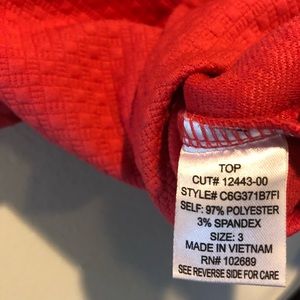 TOP
CUT# 12443-00
STYLE# C6G371B7FI
SELF: 97% POLYESTER
3% SPANDEX
SIZE: 3
MADE IN VIETNAM
RN# 102689
SEE REVERSE SIDE FOR CARE